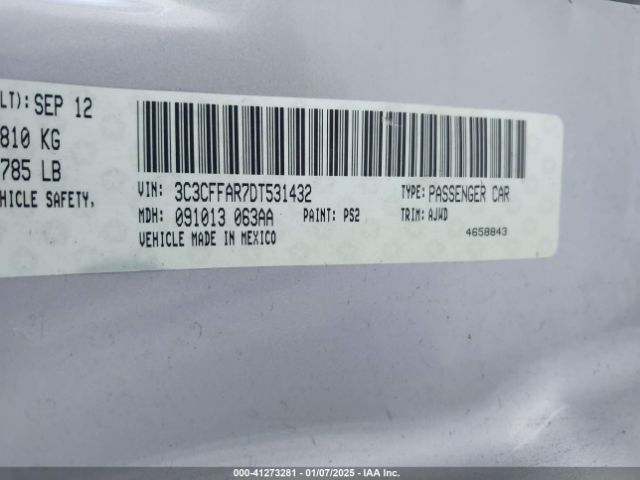 LT): SEP 12
810 KG
785 LB
HICLE SAFETY,
VIN: 3C3CFFAR7DT531432 TYPE: PASSENGER CAR
MDH: 091013 063AA PAINT: PS2 TRIM: AJWD
VEHICLE MADE IN MEXICO 4658843
000-41273281 - 01/07/2025 - IAA Inc.